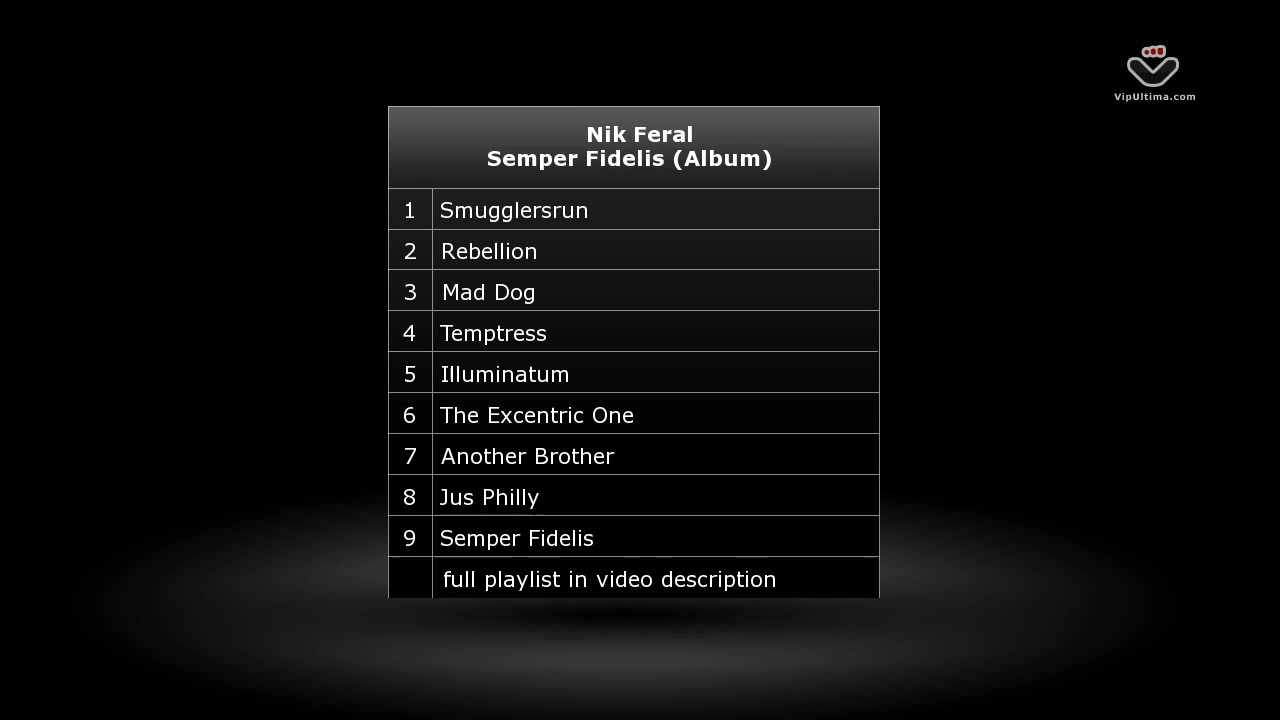 VipUltima.com
Nik Feral
Semper Fidelis (Album)
1 Smugglersrun
2 Rebellion
3 Mad Dog
4 Temptress
5 Illuminatum
6 The Excentric One
7 Another Brother
8 Jus Philly
9 Semper Fidelis
full playlist in video description